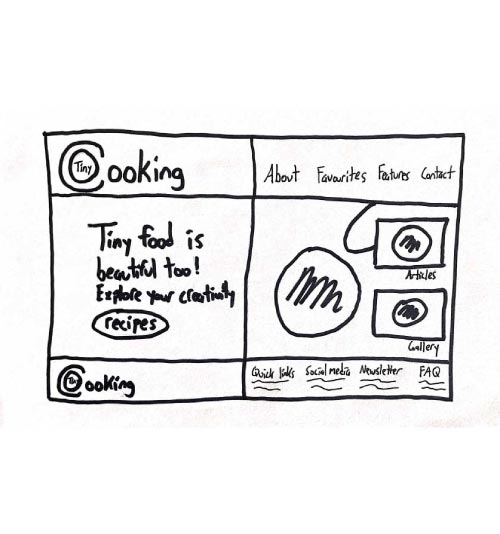 Tiny Cooking
About Favourites Features Contact
Tiny food is
beautiful too!
Explore your creativity
recipes
Articles
Gallery
Tiny Cooking
Quick links Social media Newsletter FAQ